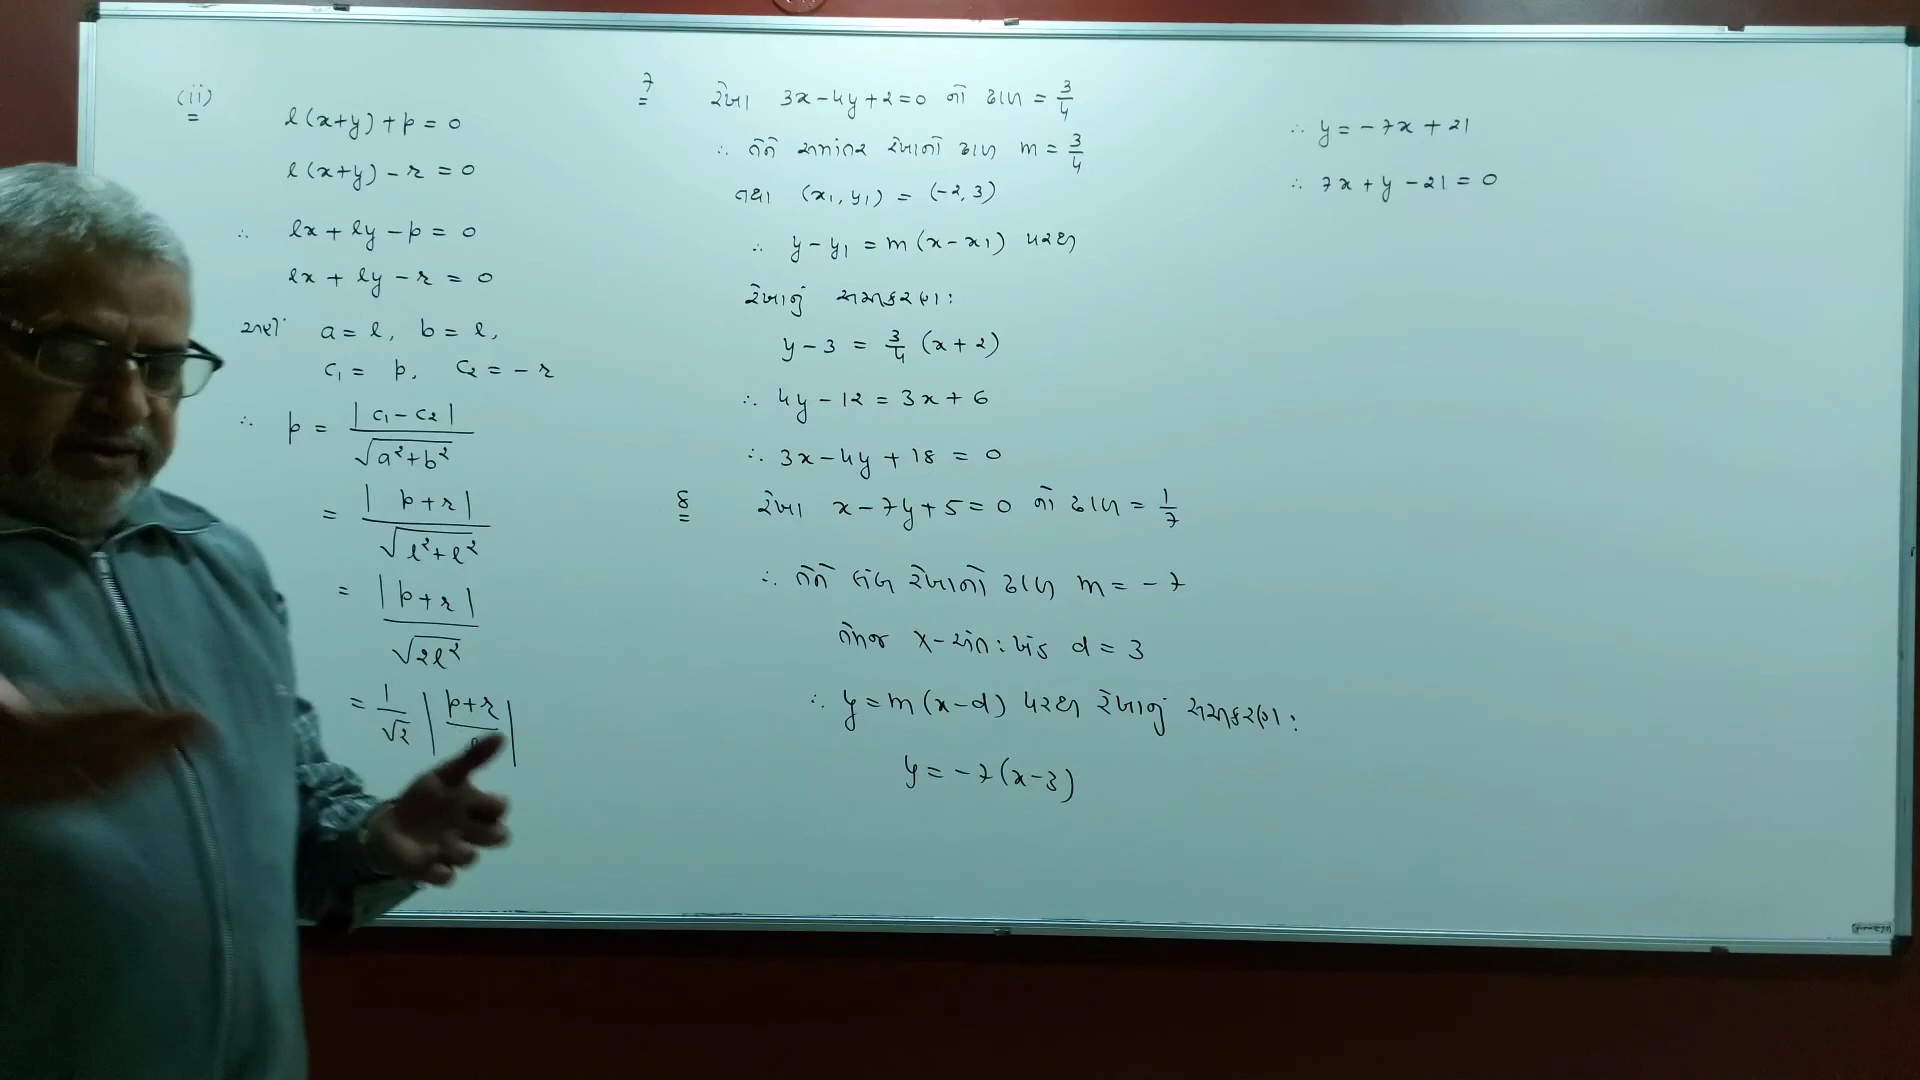 (ii)
l(x+y)+p=0
l(x+y)-r=0
∴ lx+ly-p=0
lx+ly-r=0
અહીં a=l, b=l,
c₁= p, c₂=-r
∴ p = |c₁-c₂| / √(a²+b²)
= |p+r| / √(l²+l²)
= |p+r| / √(2l²)
= 1/√2 |p+r
7 રેખા 3x-4y+2=0 નો ઢાળ = 3/4
∴ તેને સમાંતર રેખાનો ઢાળ m = 3/4
તથા (x₁, y₁) = (-2, 3)
∴ y-y₁ = m(x-x₁) પરથી
રેખાનું સમીકરણ:
y-3 = 3/4 (x+2)
∴ 4y-12 = 3x+6
∴ 3x-4y+18 = 0
8 રેખા x-7y+5=0 નો ઢાળ = 1/7
∴ તેને લંબ રેખાનો ઢાળ m = -7
તેમજ x-અંત:ખંડ d = 3
∴ y=m(x-d) પરથી રેખાનું સમીકરણ:
y = -7(x-3)
∴ y = -7x + 21
∴ 7x + y - 21 = 0